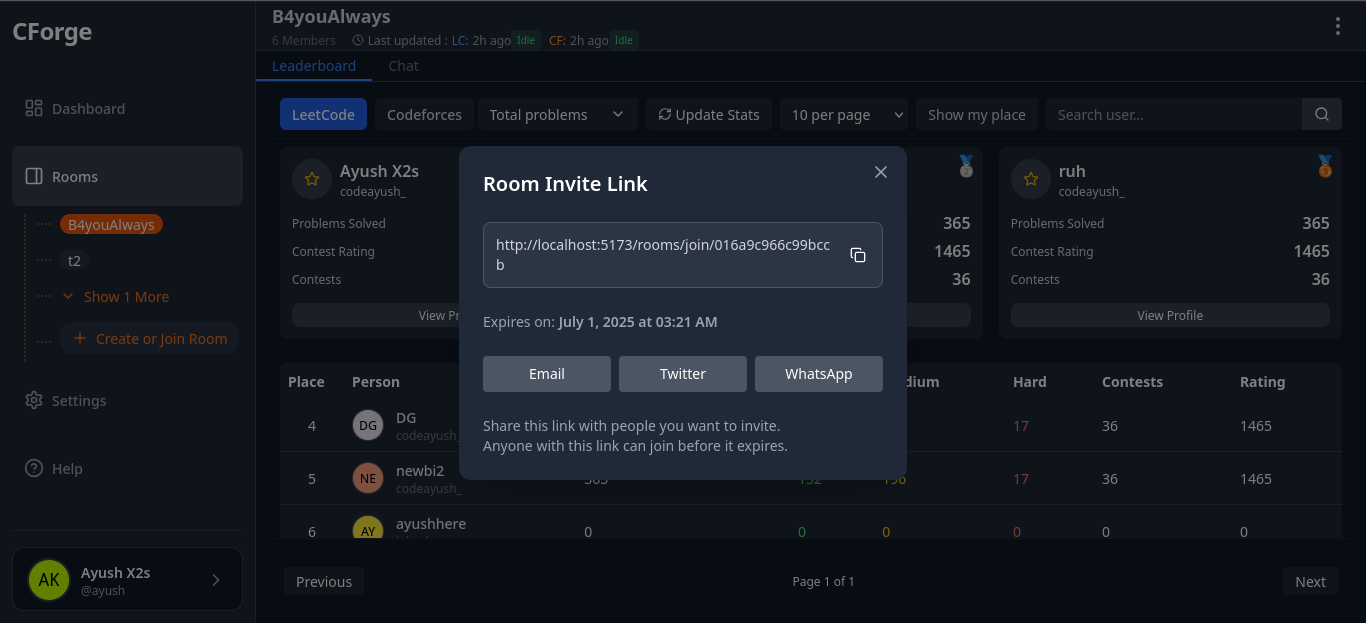 CForge
Dashboard
Rooms
B4youAlways
t2
Show 1 More
Create or Join Room
Settings
Help
AK
Ayush X2s
@ayush
B4youAlways
6 Members Last updated : LC: 2h ago Idle CF: 2h ago Idle
Leaderboard Chat
LeetCode Codeforces Total problems Update Stats 10 per page Show my place Search user...
Ayush X2s
codeayush_
Problems Solved
Contest Rating
Contests
365
1465
36
ruh
codeayush_
Problems Solved 365
Contest Rating 1465
Contests 36
View Profile
Room Invite Link
http://localhost:5173/rooms/join/016a9c966c99bcc
b
Expires on: July 1, 2025 at 03:21 AM
Email Twitter WhatsApp
Share this link with people you want to invite.
Anyone with this link can join before it expires.
Place Person Hard Contests Rating
4 DG DG 17 36 1465
codeayush_
5 NE newbi2 17 36 1465
codeayush_
6 AY ayushhere 0 0 0 0 0 0
Previous Page 1 of 1 Next